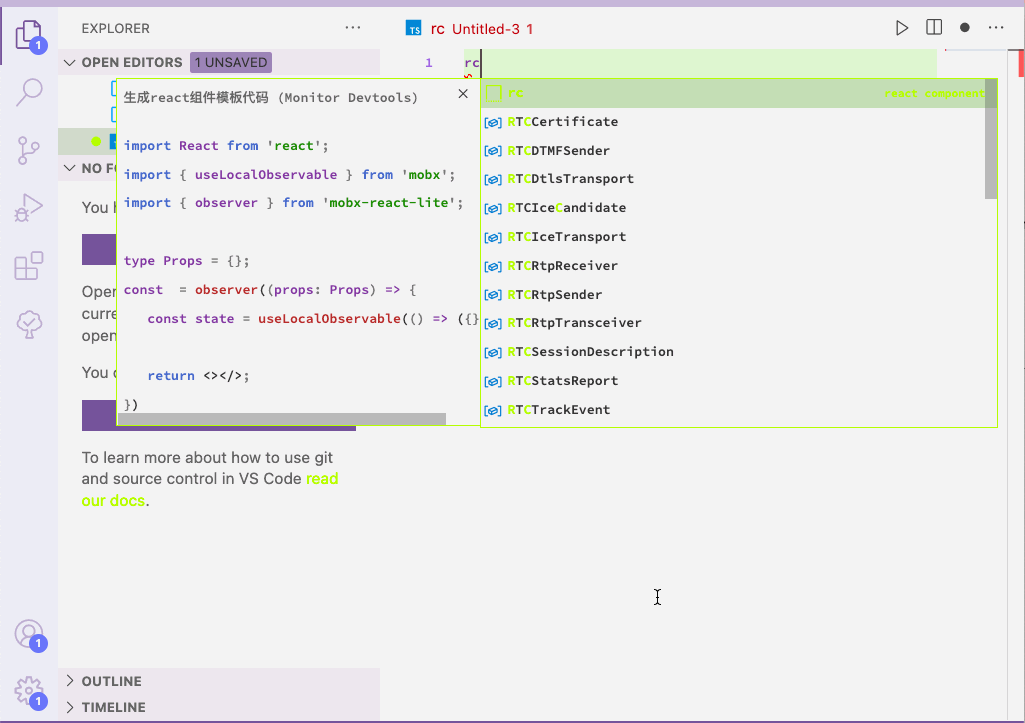 EXPLORER
TS rc Untitled-3 1
OPEN EDITORS 1 UNSAVED
1 rc
生成react组件模板代码 (Monitor Devtools)
import React from 'react';
import { useLocalObservable } from 'mobx';
import { observer } from 'mobx-react-lite';
type Props = {};
const  = observer((props: Props) => {
const state = useLocalObservable(() => ({}
return <></>;
})
rc react component
RTCCertificate
RTCDTMFSender
RTCDtlsTransport
RTCIceCandidate
RTCIceTransport
RTCRtpReceiver
RTCRtpSender
RTCRtpTransceiver
RTCSessionDescription
RTCStatsReport
RTCTrackEvent
NO
You
curre
open
You
To learn more about how to use git
and source control in VS Code read
our docs.
OUTLINE
TIMELINE
1
1
1